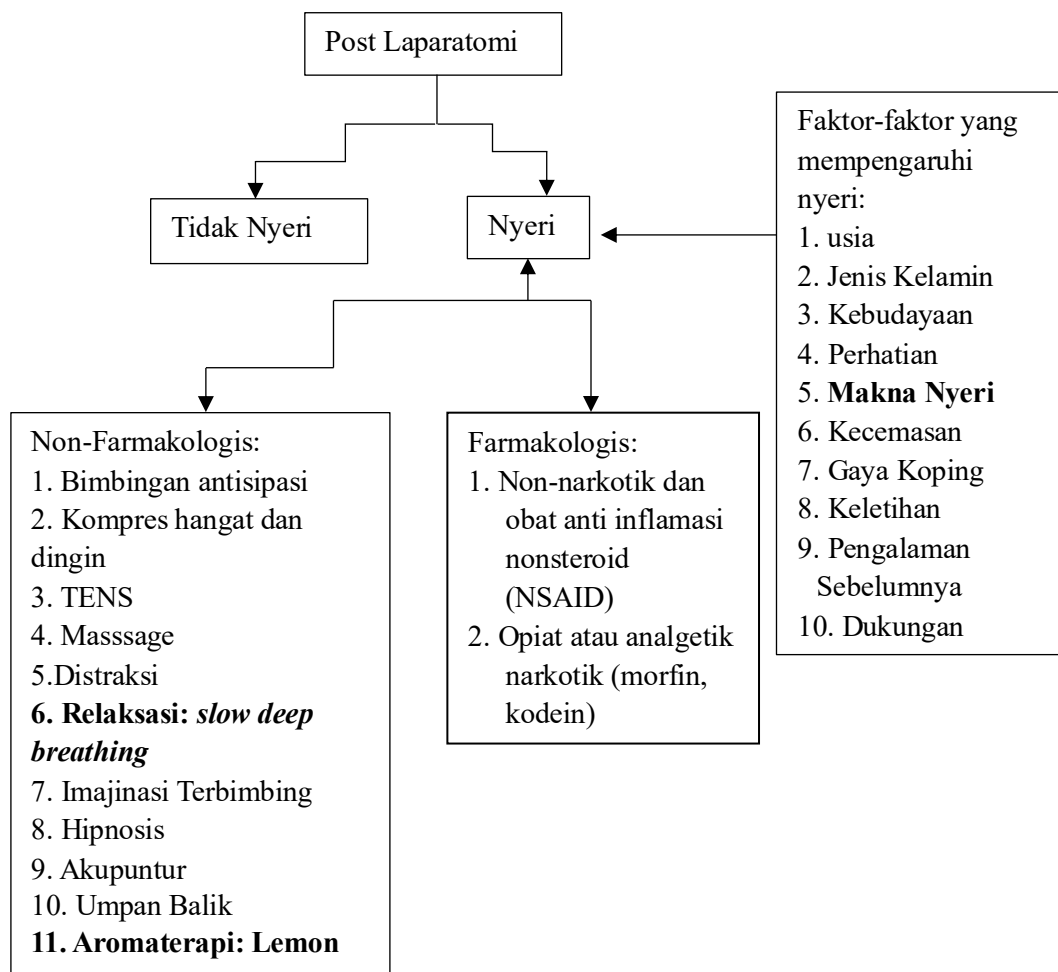 Post Laparatomi
Tidak Nyeri
Nyeri
Faktor-faktor yang
mempengaruhi
nyeri:
1. usia
2. Jenis Kelamin
3. Kebudayaan
4. Perhatian
5. Makna Nyeri
6. Kecemasan
7. Gaya Koping
8. Keletihan
9. Pengalaman
Sebelumnya
10. Dukungan
Non-Farmakologis:
1. Bimbingan antisipasi
2. Kompres hangat dan
dingin
3. TENS
4. Masssage
5.Distraksi
6. Relaksasi: slow deep
breathing
7. Imajinasi Terbimbing
8. Hipnosis
9. Akupuntur
10. Umpan Balik
11. Aromaterapi: Lemon
Farmakologis:
1. Non-narkotik dan
obat anti inflamasi
nonsteroid
(NSAID)
2. Opiat atau analgetik
narkotik (morfin,
kodein)